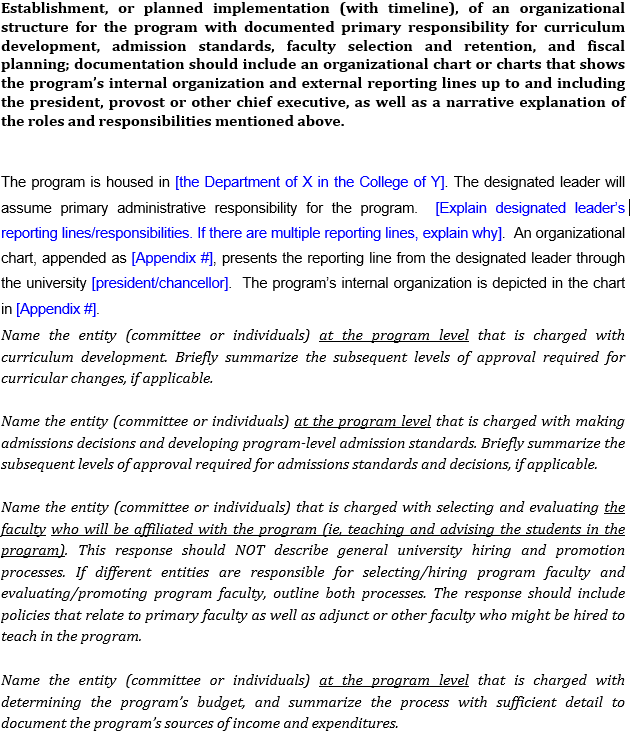 Establishment, or planned implementation (with timeline), of an organizational
structure for the program with documented primary responsibility for curriculum
development, admission standards, faculty selection and retention, and fiscal
planning; documentation should include an organizational chart or charts that shows
the program's internal organization and external reporting lines up to and including
the president, provost or other chief executive, as well as a narrative explanation of
the roles and responsibilities mentioned above.
The program is housed in [the Department of X in the College of Y]. The designated leader will
assume primary administrative responsibility for the program. [Explain designated leader's
reporting lines/responsibilities. If there are multiple reporting lines, explain why]. An organizational
chart, appended as [Appendix #], presents the reporting line from the designated leader through
the university [president/chancellor]. The program's internal organization is depicted in the chart
in [Appendix #].
Name the entity (committee or individuals) at the program level that is charged with
curriculum development. Briefly summarize the subsequent levels of approval required for
curricular changes, if applicable.
Name the entity (committee or individuals) at the program level that is charged with making
admissions decisions and developing program-level admission standards. Briefly summarize the
subsequent levels of approval required for admissions standards and decisions, if applicable.
Name the entity (committee or individuals) that is charged with selecting and evaluating the
faculty who will be affiliated with the program (ie, teaching and advising the students in the
program). This response should NOT describe general university hiring and promotion
processes. If different entities are responsible for selecting/hiring program faculty and
evaluating/promoting program faculty, outline both processes. The response should include
policies that relate to primary faculty as well as adjunct or other faculty who might be hired to
teach in the program.
Name the entity (committee or individuals) at the program level that is charged with
determining the program's budget, and summarize the process with sufficient detail to
document the program's sources of income and expenditures.